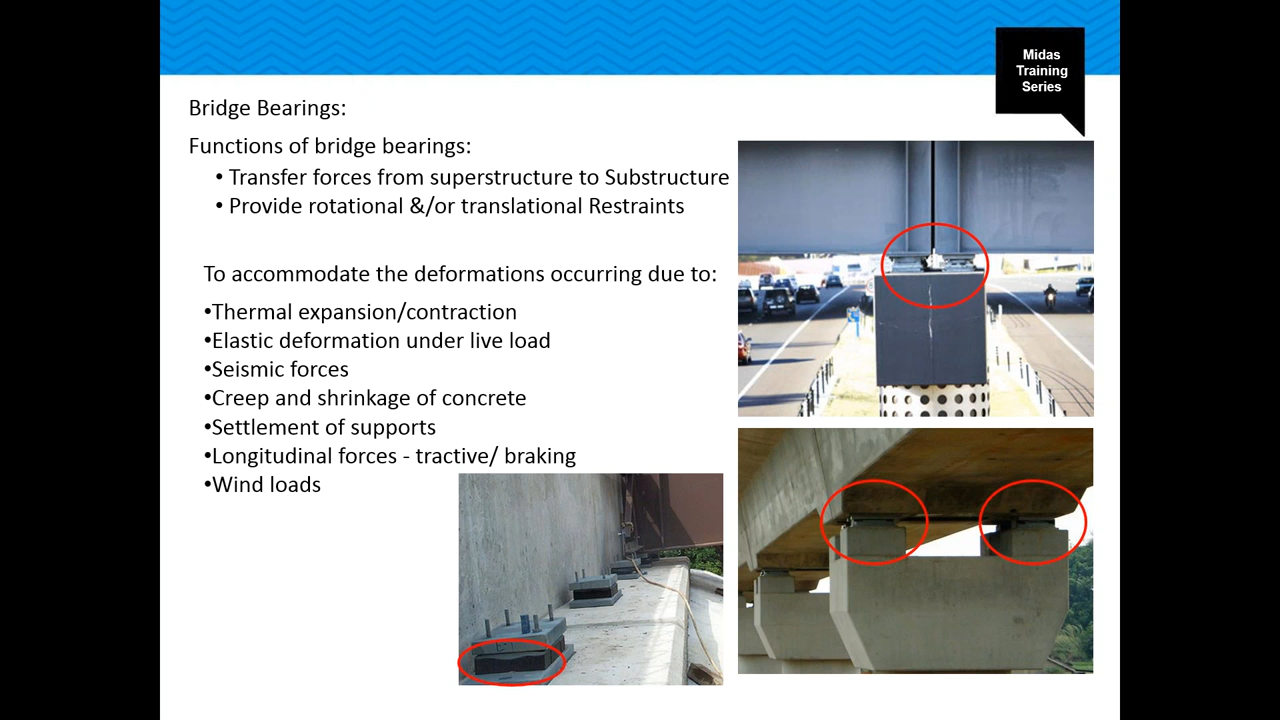 Midas
Training
Series
Bridge Bearings:
Functions of bridge bearings:
• Transfer forces from superstructure to Substructure
• Provide rotational &/or translational Restraints
To accommodate the deformations occurring due to:
•Thermal expansion/contraction
•Elastic deformation under live load
•Seismic forces
•Creep and shrinkage of concrete
•Settlement of supports
•Longitudinal forces - tractive/ braking
•Wind loads